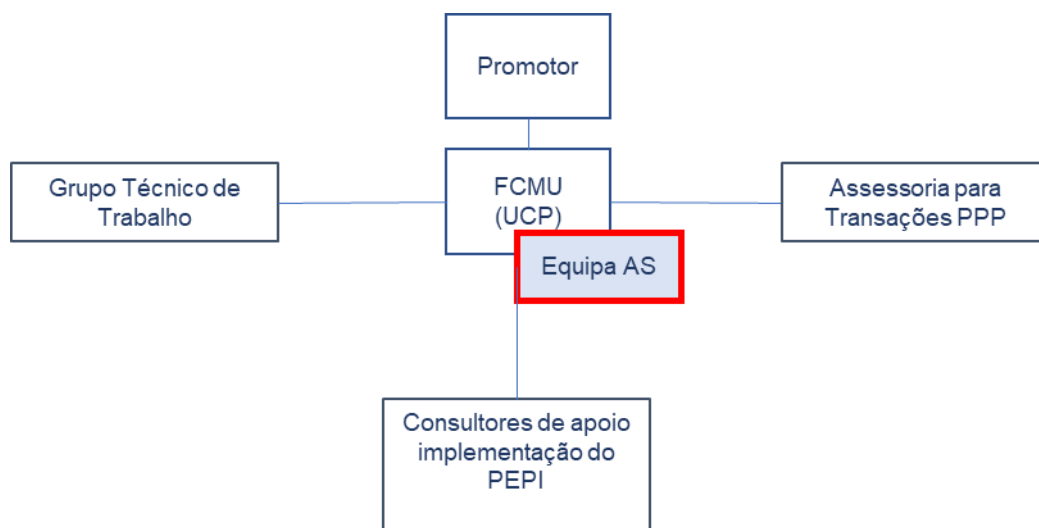 Promotor
Grupo Técnico de
Trabalho
FCMU
(UCP)
Assessoria para
Transações PPP
Equipa AS
Consultores de apoio
implementação do
PEPI